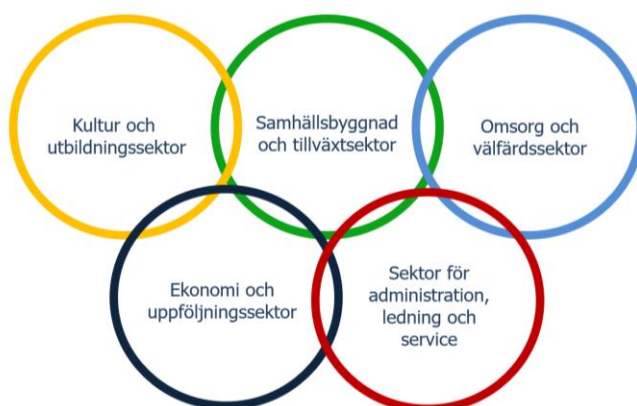 Kultur och
utbildningssektor
Samhällsbyggnad
och tillväxtsektor
Omsorg och
välfärdssektor
Ekonomi och
uppföljningssektor
Sektor för
administration,
ledning och
service